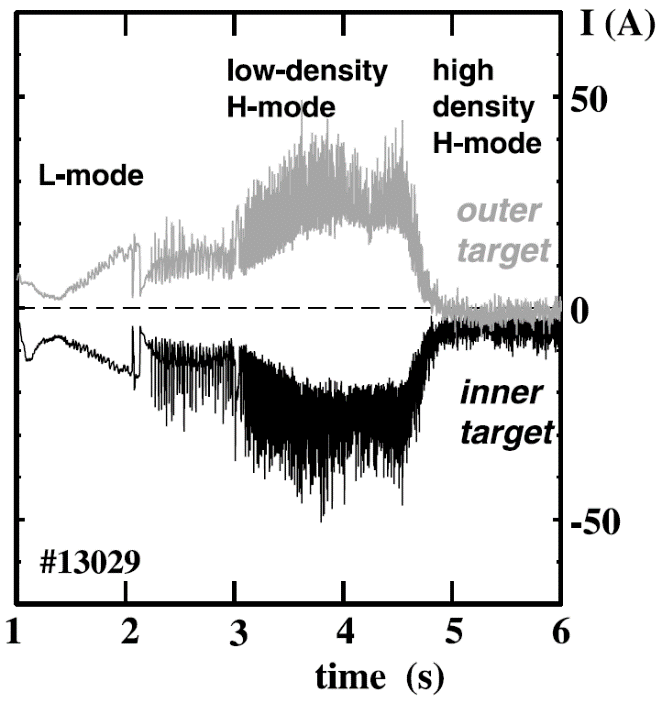 I (A)
low-density
H-mode
high
density
H-mode
50
L-mode
outer
target
0
inner
target
-50
#13029
1 2 3 4 5 6
time (s)